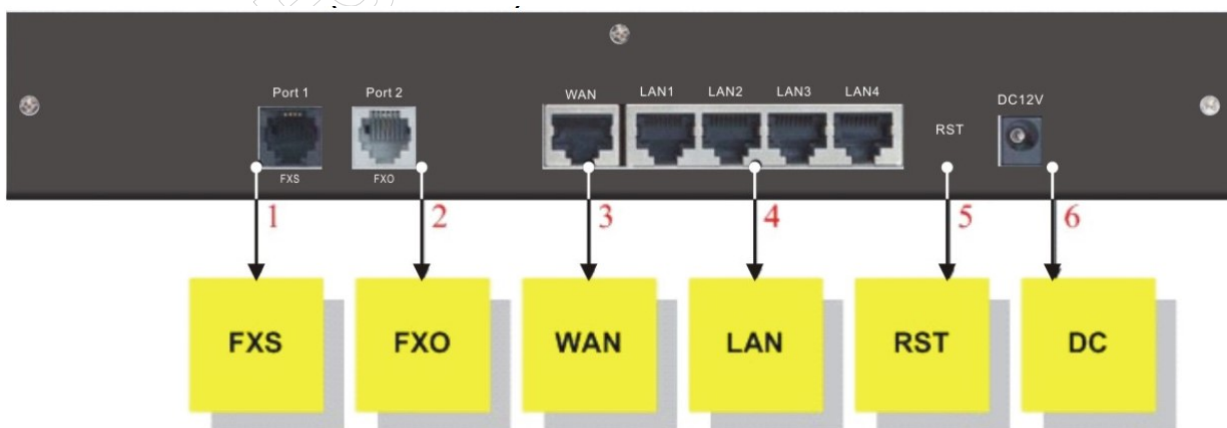 Port 1 Port 2 WAN LAN1 LAN2 LAN3 LAN4 RST DC12V
FXS FXO
1 2 3 4 5 6
FXS FXO WAN LAN RST DC